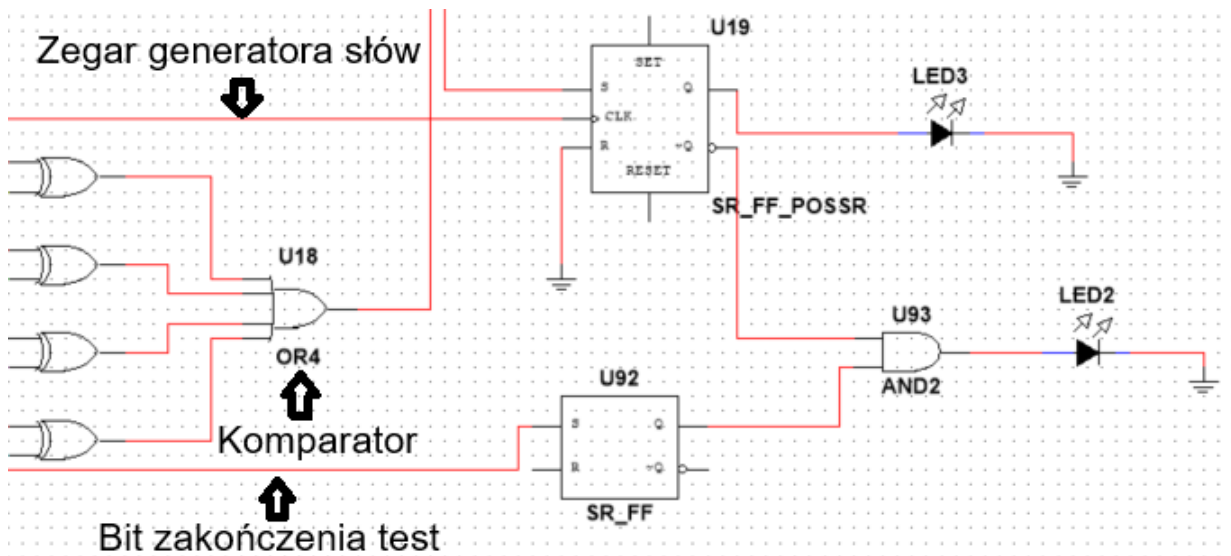 U19
Zegar generatora słów
SET
LED3
S
Q
CLK
R
~Q
RESET
SR_FF_POSSR
U18
LED2
U93
OR4
U92
AND2
Komparator
S
Q
R
~Q
SR_FF
Bit zakończenia test